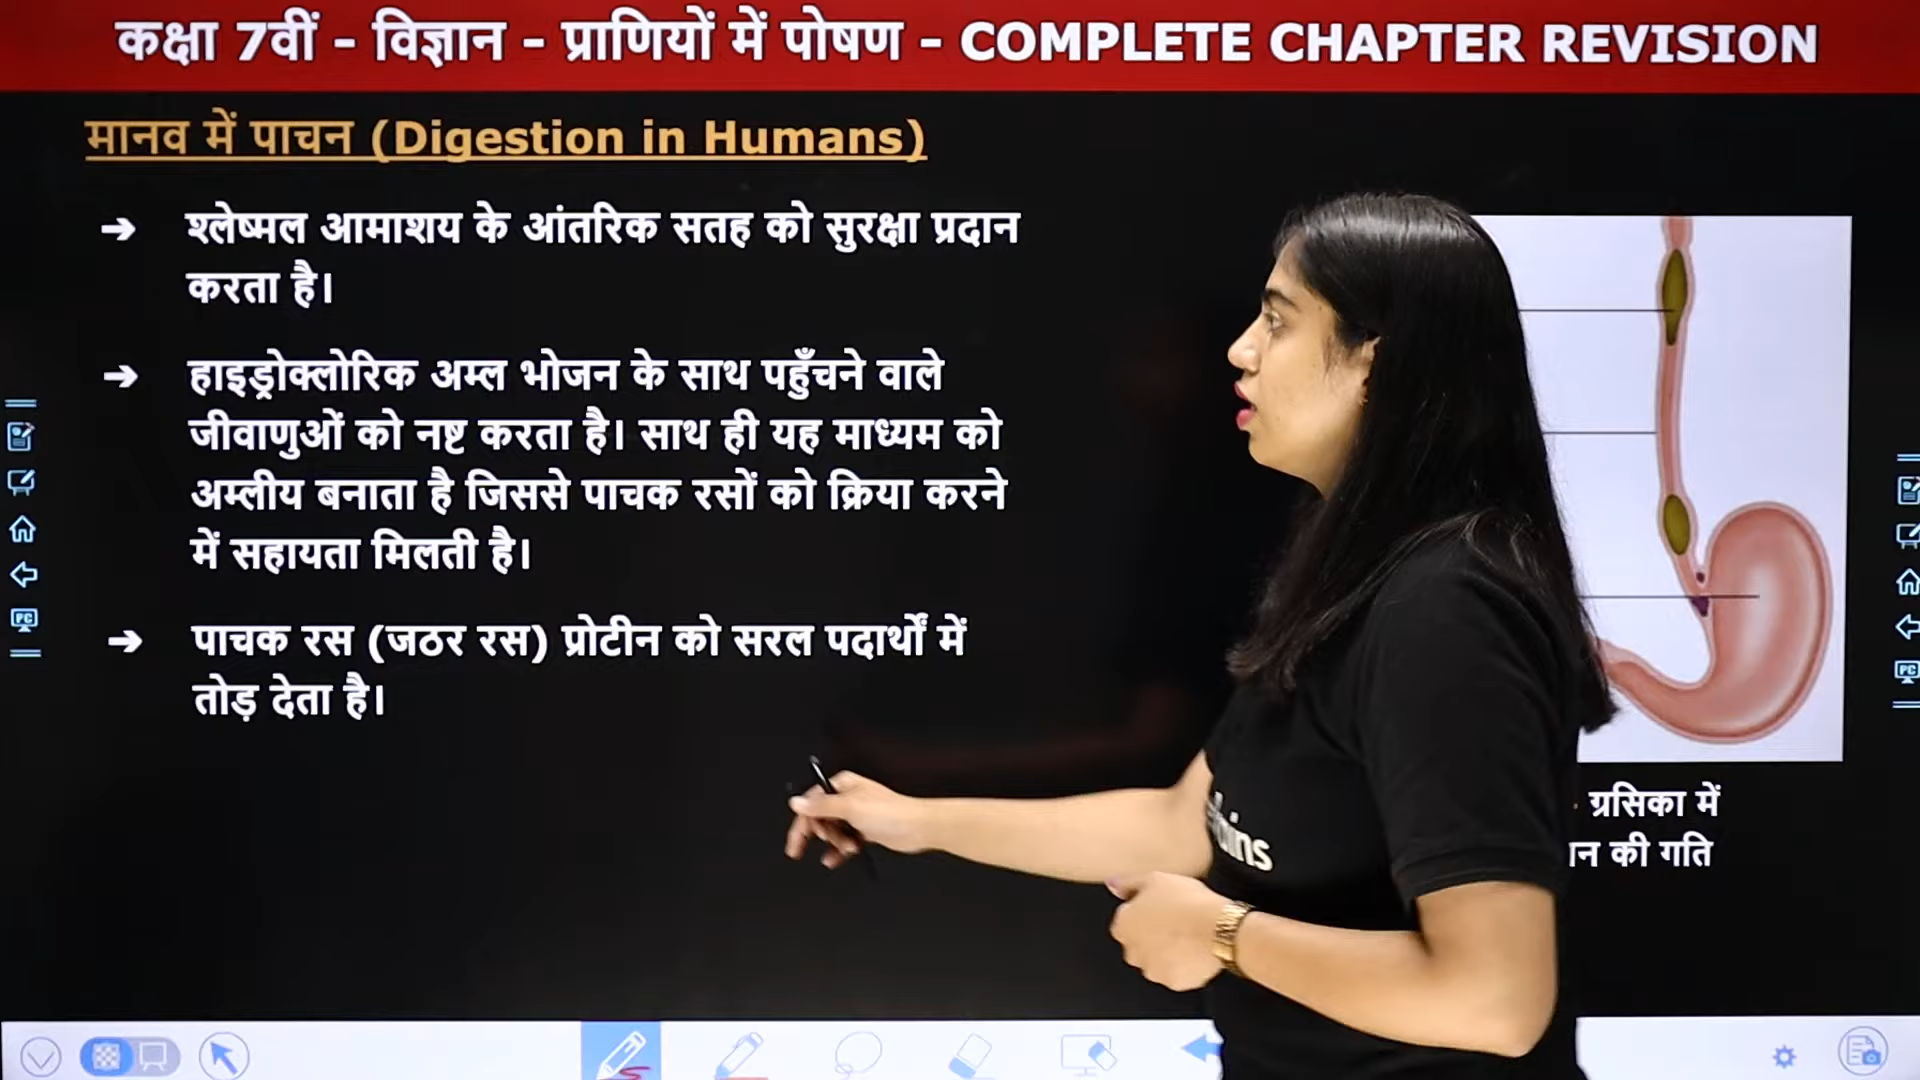 कक्षा 7वीं - विज्ञान - प्राणियों में पोषण - COMPLETE CHAPTER REVISION
मानव में पाचन (Digestion in Humans)
➔ श्लेष्मल आमाशय के आंतरिक सतह को सुरक्षा प्रदान
करता है।
➔ हाइड्रोक्लोरिक अम्ल भोजन के साथ पहुँचने वाले
जीवाणुओं को नष्ट करता है। साथ ही यह माध्यम को
अम्लीय बनाता है जिससे पाचक रसों को क्रिया करने
में सहायता मिलती है।
➔ पाचक रस (जठर रस) प्रोटीन को सरल पदार्थों में
तोड़ देता है।
ग्रसिका में
की गति
PC
PC